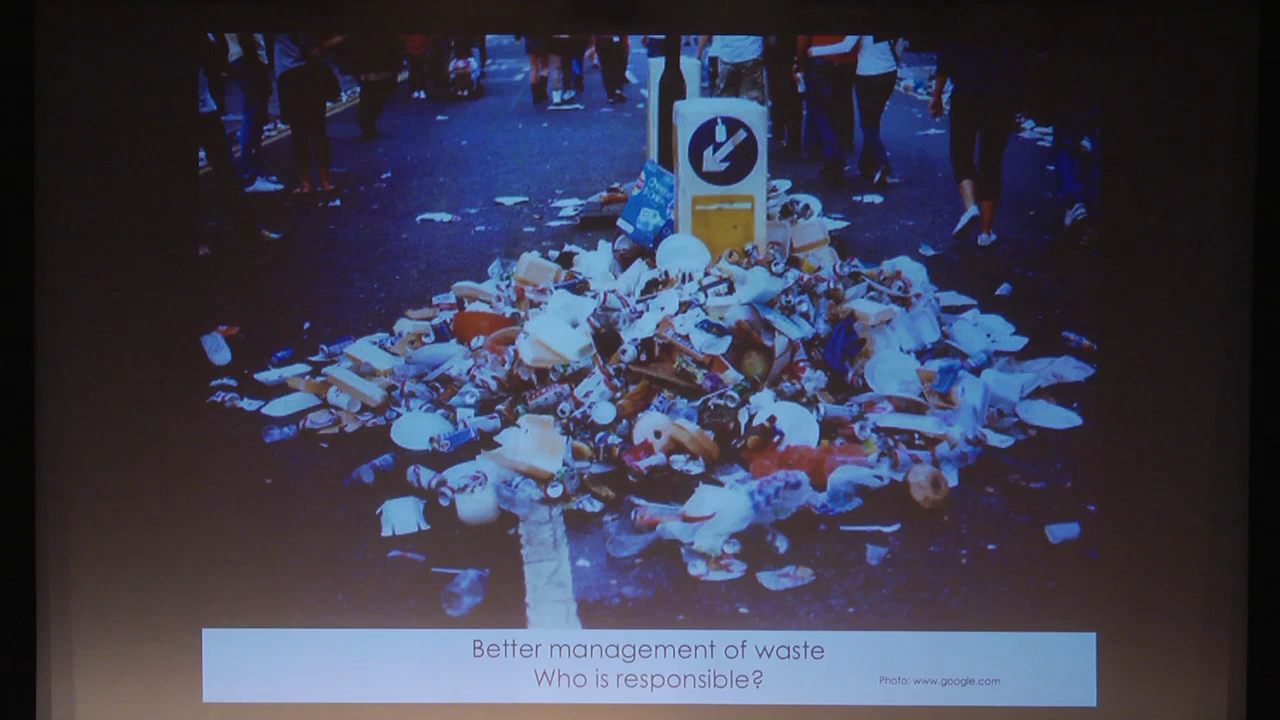 Better management of waste
Who is responsible?
Photo: www.google.com